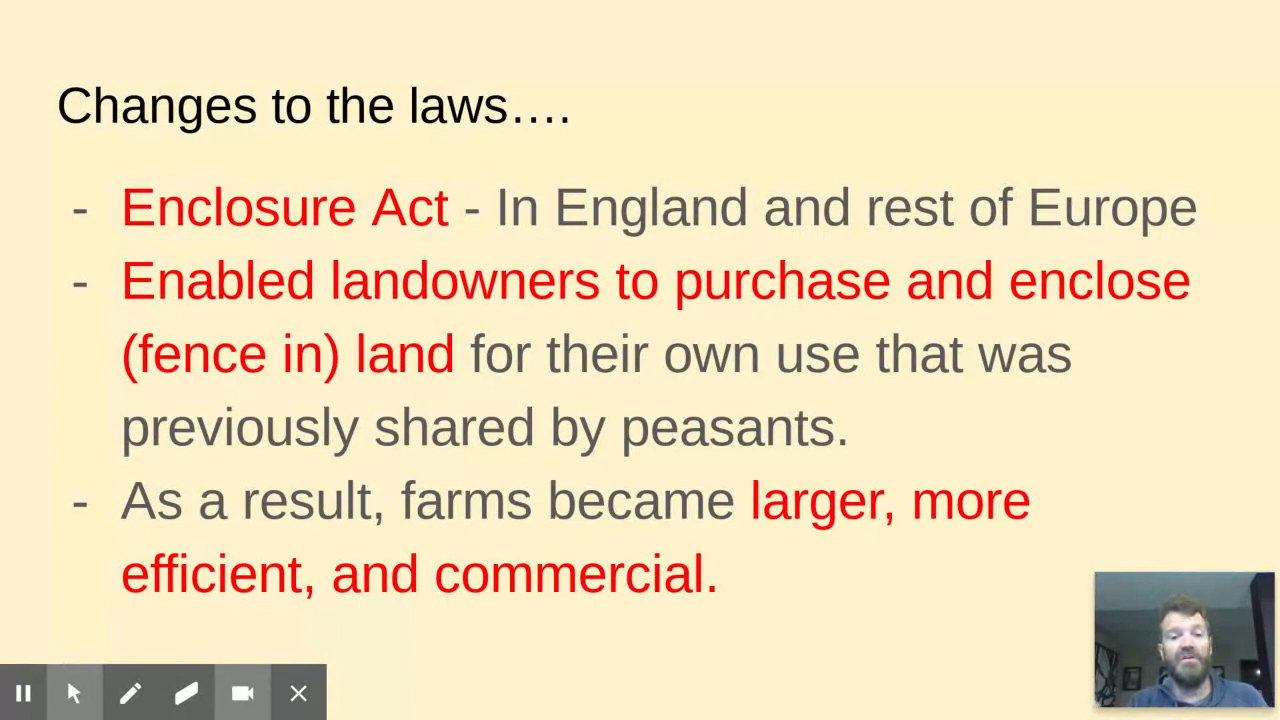 Changes to the laws….
- Enclosure Act - In England and rest of Europe
- Enabled landowners to purchase and enclose
(fence in) land for their own use that was
previously shared by peasants.
- As a result, farms became larger, more
efficient, and commercial.